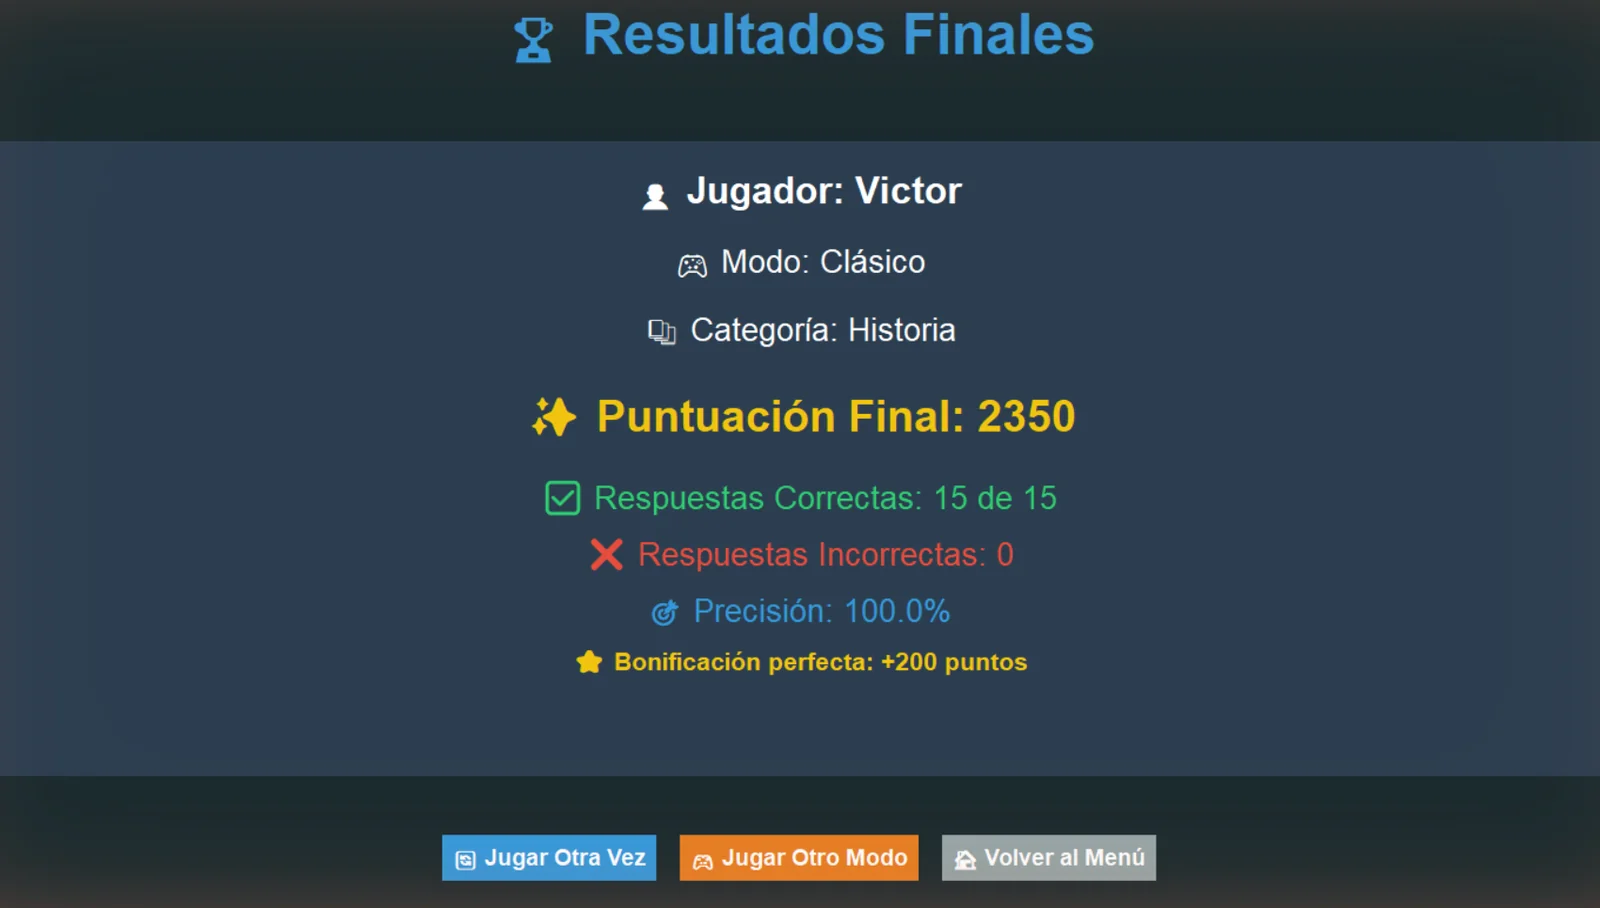 Resultados Finales
Jugador: Victor
Modo: Clásico
Categoría: Historia
Puntuación Final: 2350
Respuestas Correctas: 15 de 15
Respuestas Incorrectas: 0
Precisión: 100.0%
Bonificación perfecta: +200 puntos
Jugar Otra Vez
Jugar Otro Modo
Volver al Menú